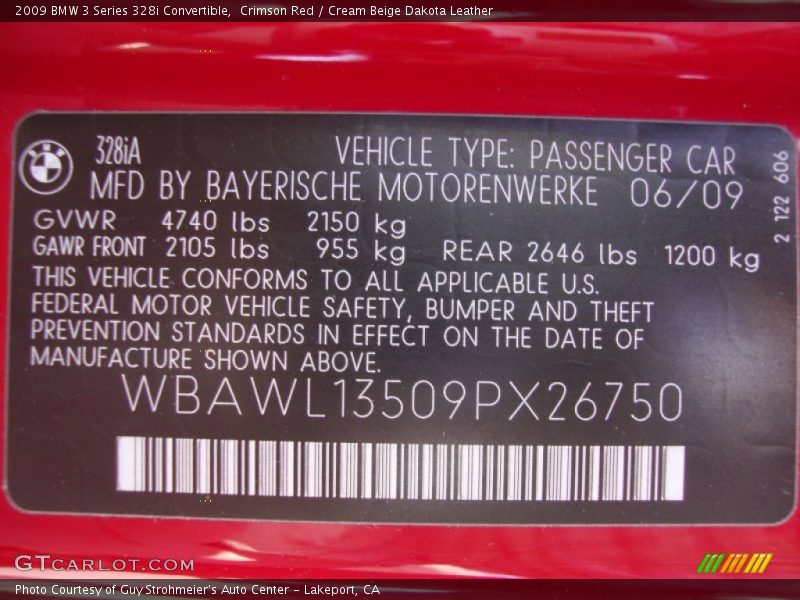 2009 BMW 3 Series 328i Convertible,  Crimson Red / Cream Beige Dakota Leather
328iA
VEHICLE TYPE: PASSENGER CAR
MFD BY BAYERISCHE MOTORENWERKE 06/09
GVWR 4740 lbs 2150 kg
GAWR FRONT 2105 lbs 955 kg REAR 2646 lbs 1200 kg
THIS VEHICLE CONFORMS TO ALL APPLICABLE U.S.
FEDERAL MOTOR VEHICLE SAFETY, BUMPER AND THEFT
PREVENTION STANDARDS IN EFFECT ON THE DATE OF
MANUFACTURE SHOWN ABOVE.
WBAWL13509PX26750
2 122 606
GTCARLOT.COM
Photo Courtesy of Guy Strohmeier's Auto Center – Lakeport, CA